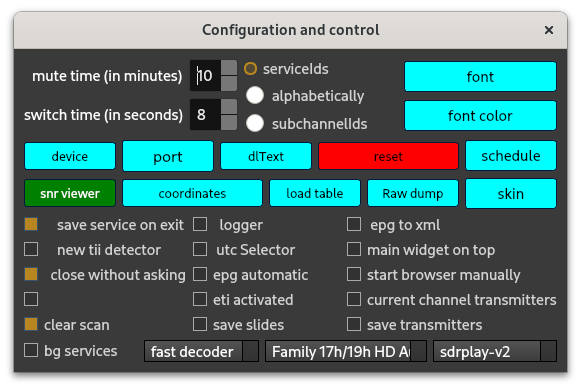 Configuration and control ×
mute time (in minutes) 10 serviceIds font
alphabetically
switch time (in seconds) 8 subchannelIds font color
device port dlText reset schedule
snr viewer coordinates load table Raw dump skin
save service on exit logger epg to xml
new tii detector utc Selector main widget on top
close without asking epg automatic start browser manually
eti activated current channel transmitters
clear scan save slides save transmitters
bg services fast decoder Family 17h/19h HD sdrplay-v2